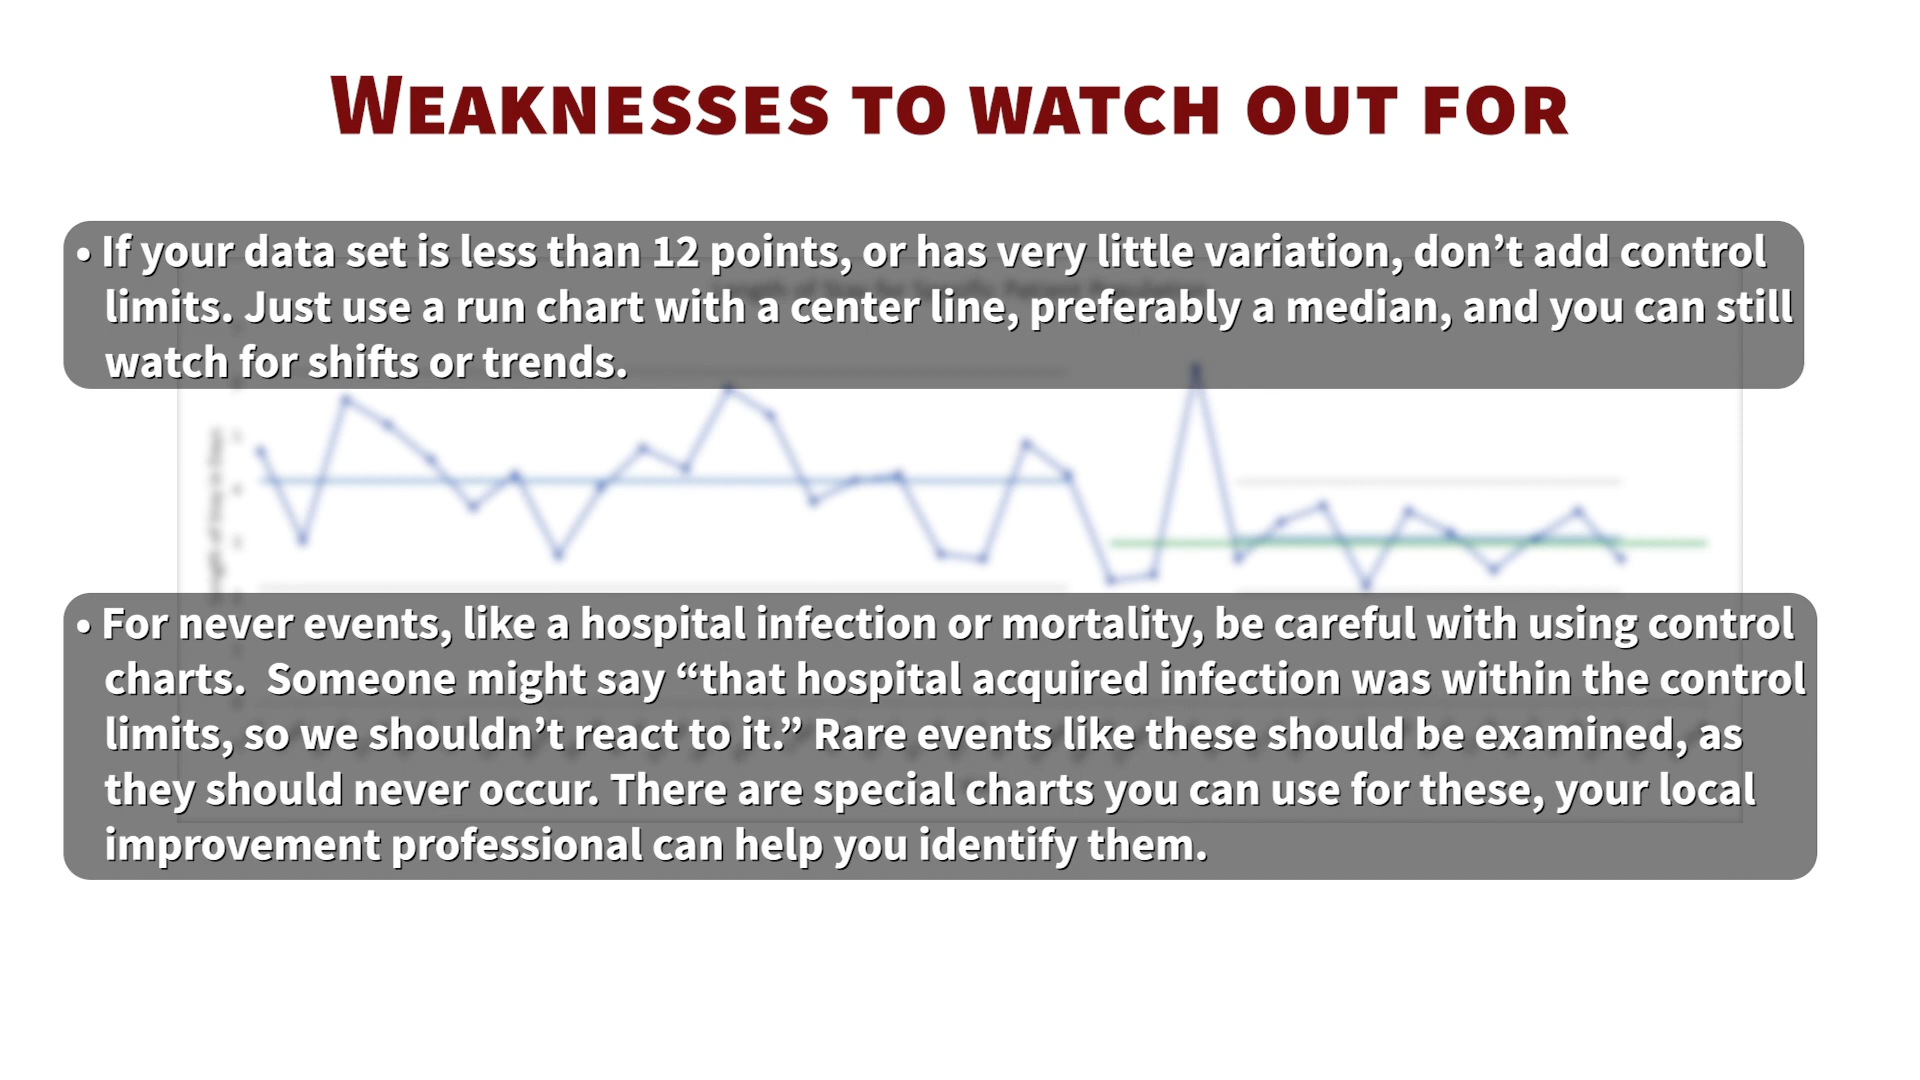 Weaknesses to watch out for
• If your data set is less than 12 points, or has very little variation, don’t add control
limits. Just use a run chart with a center line, preferably a median, and you can still
watch for shifts or trends.
• For never events, like a hospital infection or mortality, be careful with using control
charts.  Someone might say “that hospital acquired infection was within the control
limits, so we shouldn’t react to it.” Rare events like these should be examined, as
they should never occur. There are special charts you can use for these, your local
improvement professional can help you identify them.